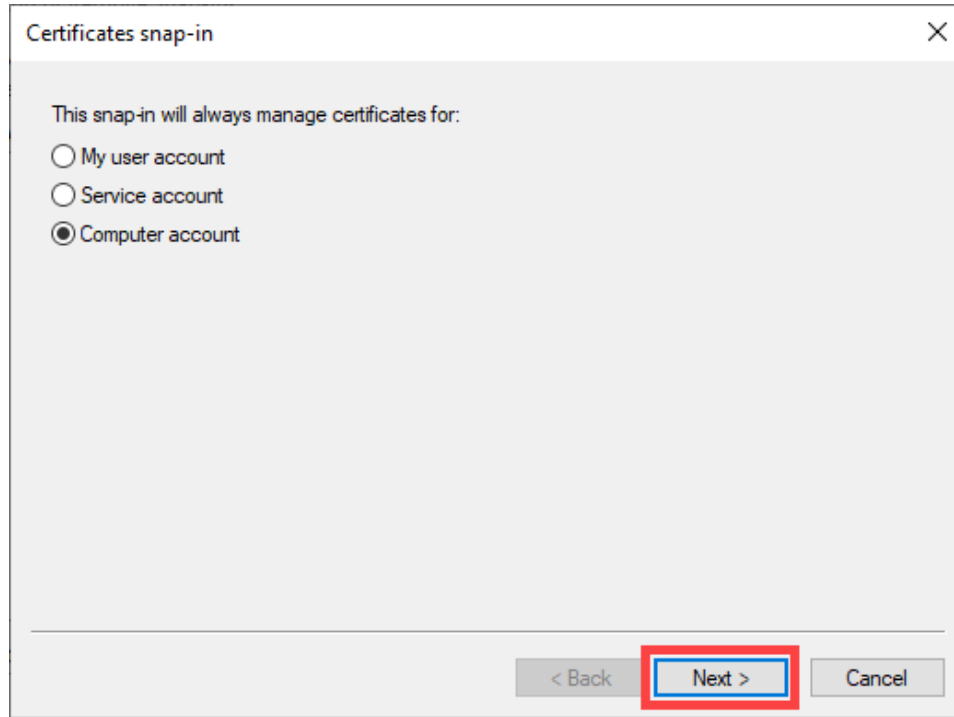 Certificates snap-in
This snap-in will always manage certificates for:
My user account
Service account
Computer account
< Back
Next >
Cancel